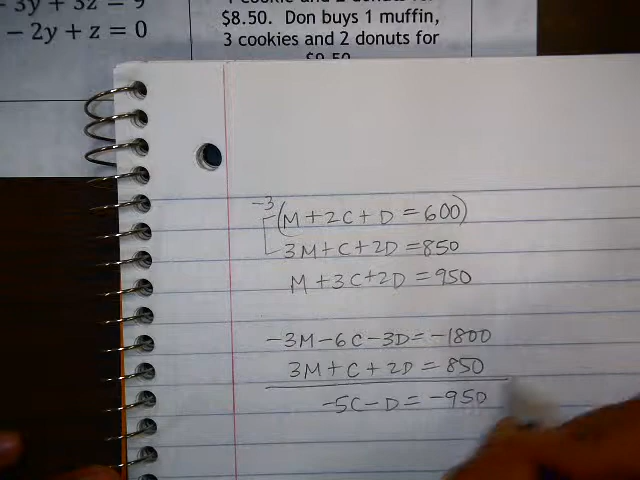 - 3y + 3z = 9
- 2y + z = 0
$8.50. Don buys 1 muffin,
3 cookies and 2 donuts for
-3
(M+2C+D=600)
3M+C+2D=850
M+3C+2D=950
-3M-6C-3D=-1800
3M+C+2D=850
-5C-D=-950